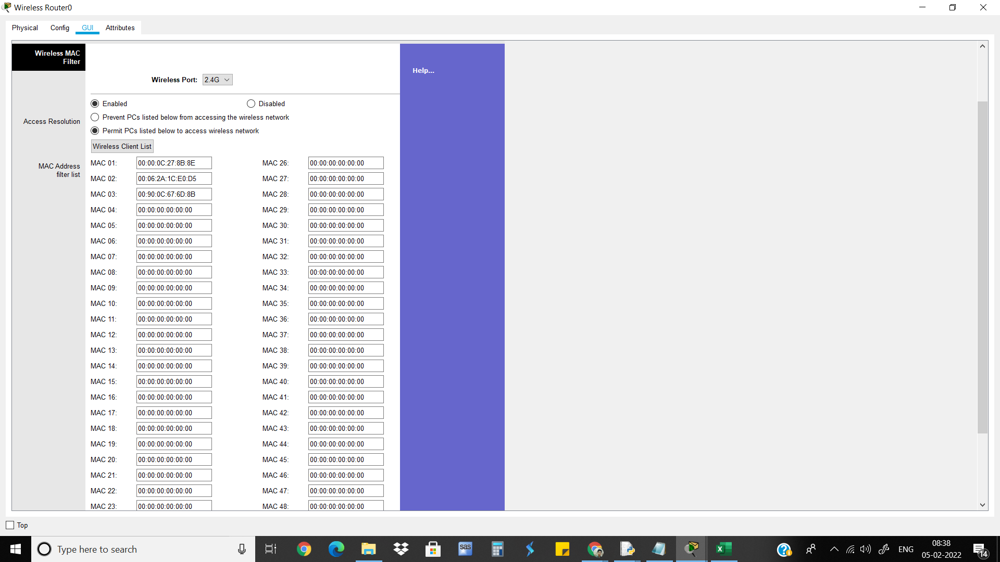 Wireless Router0
Physical Config GUI Attributes
Wireless MAC
Filter
Help...
Wireless Port: 2.4G
Enabled Disabled
Prevent PCs listed below from accessing the wireless network
Access Resolution
Permit PCs listed below to access wireless network
Wireless Client List
MAC Address
filter list
MAC 01: 00:00:0C:27:8B:8E MAC 26: 00:00:00:00:00:00
MAC 02: 00:06:2A:1C:E0:D5 MAC 27: 00:00:00:00:00:00
MAC 03: 00:90:0C:67:6D:8B MAC 28: 00:00:00:00:00:00
MAC 04: 00:00:00:00:00:00 MAC 29: 00:00:00:00:00:00
MAC 05: 00:00:00:00:00:00 MAC 30: 00:00:00:00:00:00
MAC 06: 00:00:00:00:00:00 MAC 31: 00:00:00:00:00:00
MAC 07: 00:00:00:00:00:00 MAC 32: 00:00:00:00:00:00
MAC 08: 00:00:00:00:00:00 MAC 33: 00:00:00:00:00:00
MAC 09: 00:00:00:00:00:00 MAC 34: 00:00:00:00:00:00
MAC 10: 00:00:00:00:00:00 MAC 35: 00:00:00:00:00:00
MAC 11: 00:00:00:00:00:00 MAC 36: 00:00:00:00:00:00
MAC 12: 00:00:00:00:00:00 MAC 37: 00:00:00:00:00:00
MAC 13: 00:00:00:00:00:00 MAC 38: 00:00:00:00:00:00
MAC 14: 00:00:00:00:00:00 MAC 39: 00:00:00:00:00:00
MAC 15: 00:00:00:00:00:00 MAC 40: 00:00:00:00:00:00
MAC 16: 00:00:00:00:00:00 MAC 41: 00:00:00:00:00:00
MAC 17: 00:00:00:00:00:00 MAC 42: 00:00:00:00:00:00
MAC 18: 00:00:00:00:00:00 MAC 43: 00:00:00:00:00:00
MAC 19: 00:00:00:00:00:00 MAC 44: 00:00:00:00:00:00
MAC 20: 00:00:00:00:00:00 MAC 45: 00:00:00:00:00:00
MAC 21: 00:00:00:00:00:00 MAC 46: 00:00:00:00:00:00
MAC 22: 00:00:00:00:00:00 MAC 47: 00:00:00:00:00:00
MAC 23: 00:00:00:00:00:00 MAC 48: 00:00:00:00:00:00
Top
Type here to search
sas
ENG
08:38
05-02-2022
14